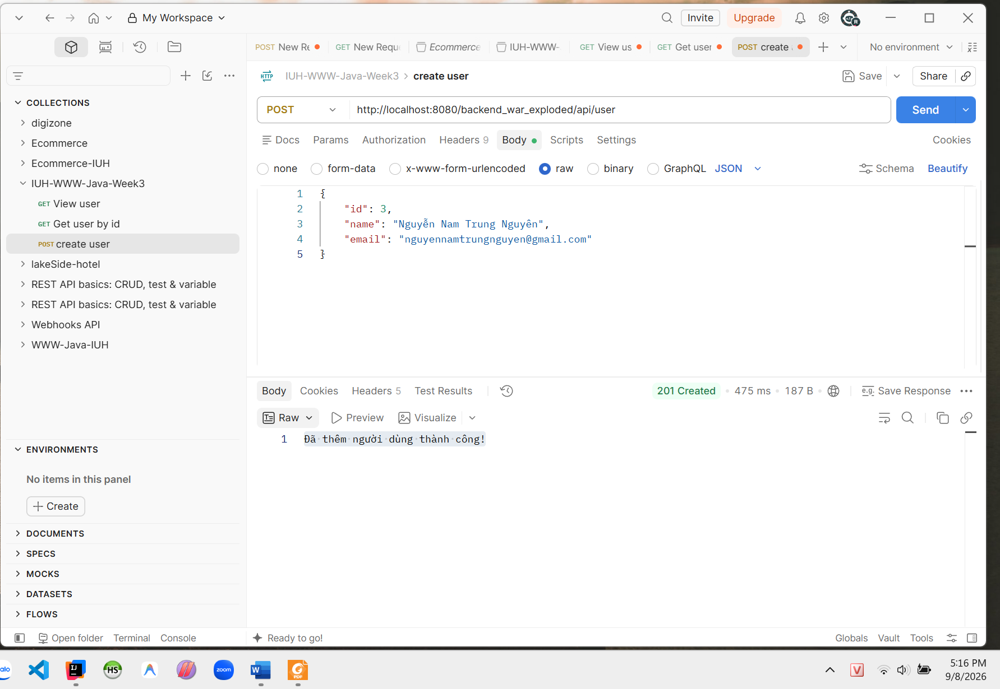 My Workspace
Invite
Upgrade
POST New Re
GET New Requ
Ecommerce
IUH-WWW-
GET View us
GET Get user
POST create
No environment
IUH-WWW-Java-Week3 > create user
Save
Share
COLLECTIONS
digizone
Ecommerce
Ecommerce-IUH
IUH-WWW-Java-Week3
GET View user
GET Get user by id
POST create user
lakeSide-hotel
REST API basics: CRUD, test & variable
REST API basics: CRUD, test & variable
Webhooks API
WWW-Java-IUH
ENVIRONMENTS
No items in this panel
Create
DOCUMENTS
SPECS
MOCKS
DATASETS
FLOWS
HTTP
POST
http://localhost:8080/backend_war_exploded/api/user
Send
Docs Params Authorization Headers 9 Body Scripts Settings Cookies
none form-data x-www-form-urlencoded raw binary GraphQL JSON Schema Beautify
1 {
2 "id": 3,
3 "name": "Nguyễn Nam Trung Nguyên",
4 "email": "nguyennamtrungnguyen@gmail.com"
5 }
Body Cookies Headers 5 Test Results 201 Created 475 ms 187 B e.g. Save Response
Raw Preview Visualize
1 Đã thêm người dùng thành công!
Open folder Terminal Console Ready to go! Globals Vault Tools
alo
IJ
HS
zoom
W
PDF
V
5:16 PM
9/8/2026